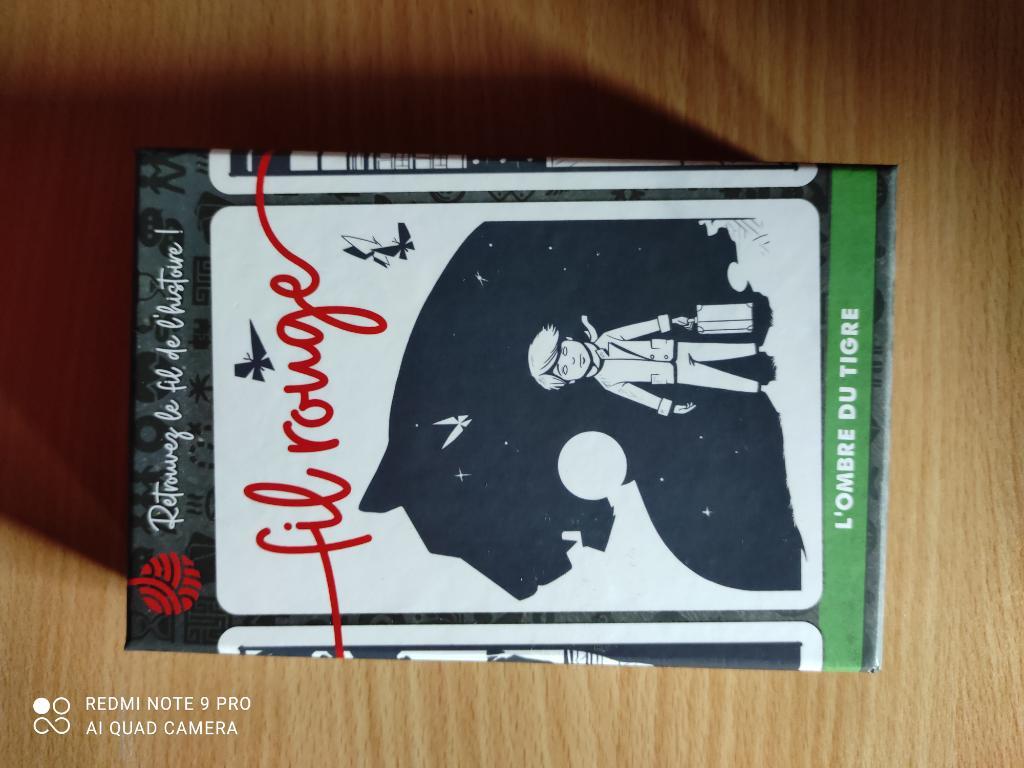 Retrouvez le fil de l'histoire !
fil rouge
L'OMBRE DU TIGRE
REDMI NOTE 9 PRO
AI QUAD CAMERA